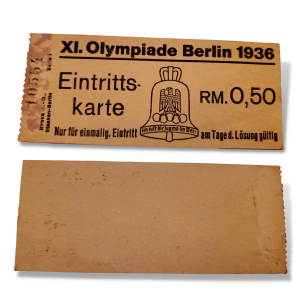 XI. Olympiade Berlin 1936
Eintritts-
karte
RM. 0,50
Nur für einmalig. Eintritt
am Tage d. Lösung gültig